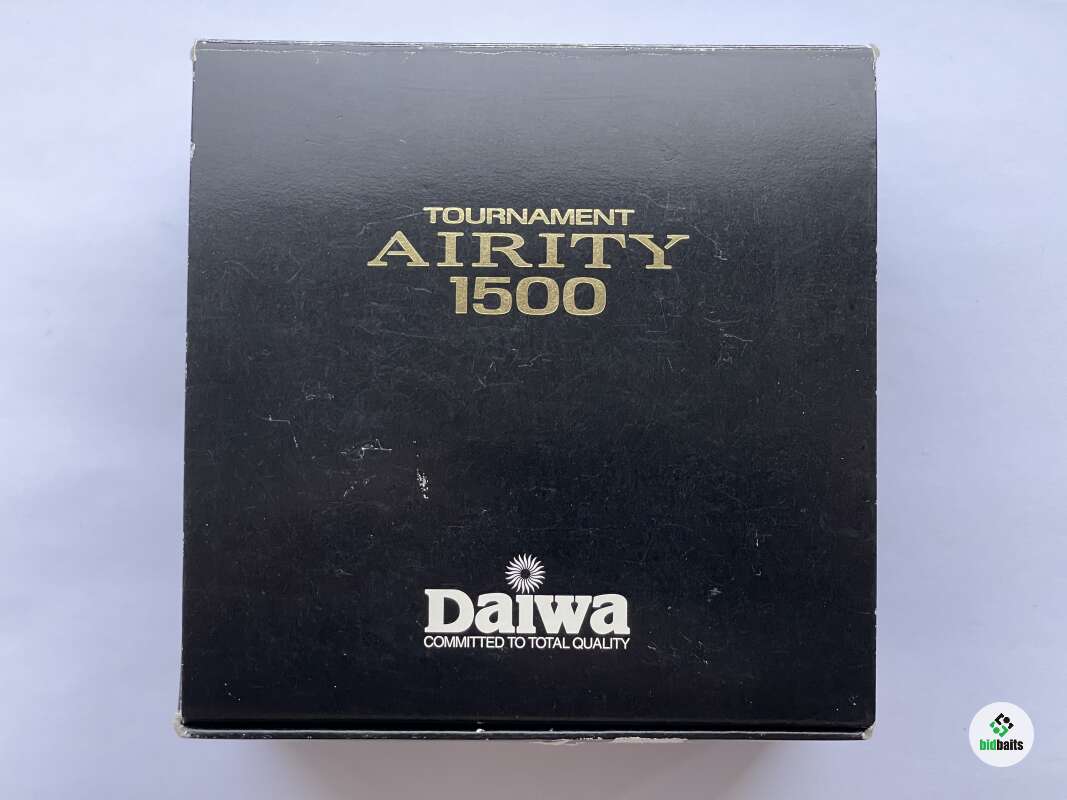 TOURNAMENT
AIRITY
1500
Daiwa
COMMITTED TO TOTAL QUALITY
bidbaits